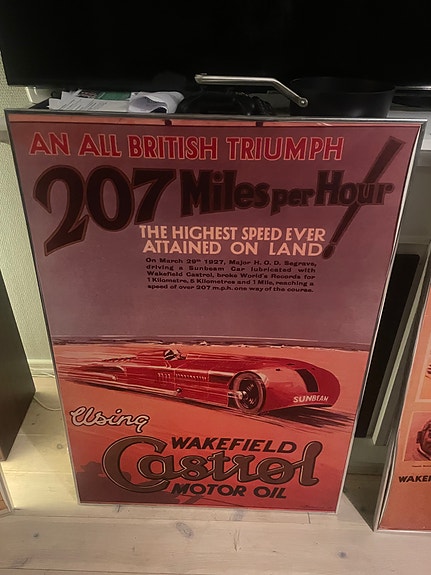 AN ALL BRITISH TRIUMPH
207 Miles per Hour!
THE HIGHEST SPEED EVER
ATTAINED ON LAND
On March 29th 1927, Major H. O. D. Segrave,
driving a Sunbeam Car lubricated with
Wakefield Castrol, broke World's Records for
1 Kilometre, 5 Kilometres and 1 Mile, reaching a
speed of over 207 m.p.h. one way of the course.
SUNBEAM
Using
WAKEFIELD
Castrol
MOTOR OIL
WAKEF